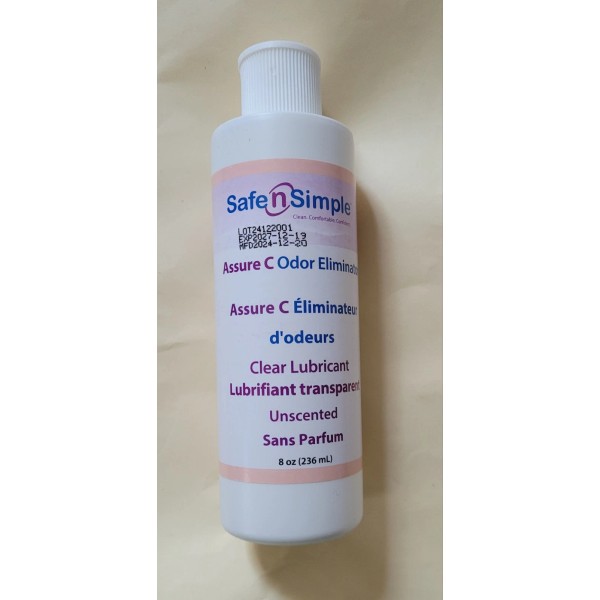 SafenSimple™
Clean. Comfortable. Confident.
LOT24122001
EXP2027-12-19
MFD2024-12-20
Assure C Odor Eliminator
Assure C Éliminateur
d'odeurs
Clear Lubricant
Lubrifiant transparent
Unscented
Sans Parfum
8 oz (236 mL)